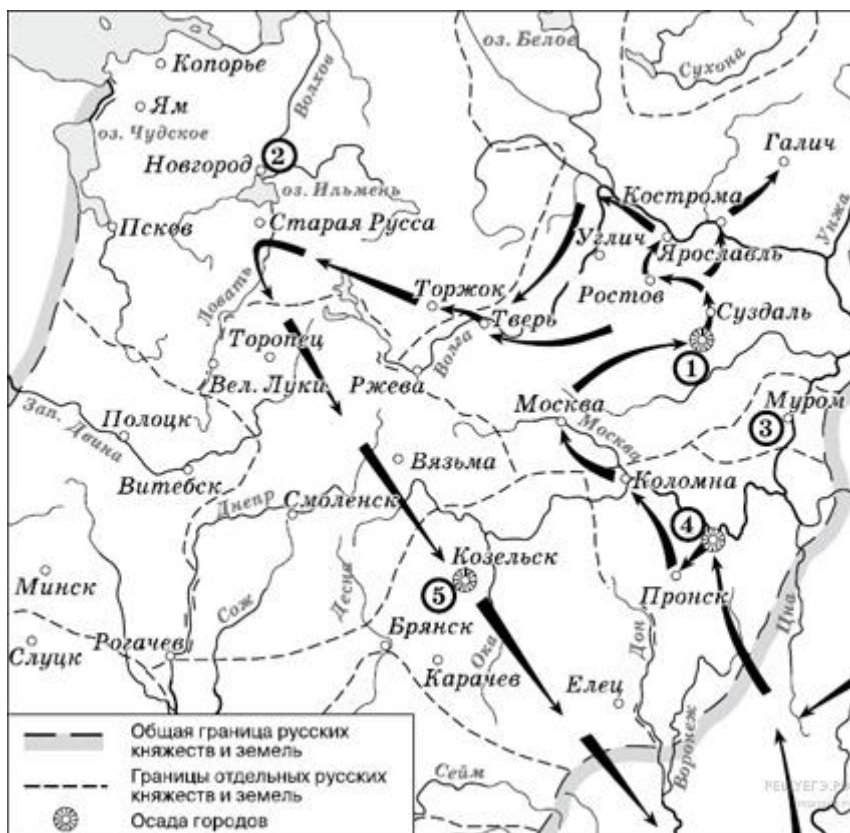 оз. Белое
Сухона
Копорье
Волхов
Ям
оз. Чудское
Галич
Новгород
2
оз. Ильмень
Кострома
Старая Русса
Унжа
Псков
Углич
Ярославль
Ловать
Торжок
Ростов
Суздаль
Тверь
Торопец
Волга
1
Вел. Луки
Ржева
Зап. Двина
Полоцк
Москва
Москва
Муром
3
Витебск
Вязьма
Коломна
Днепр
Смоленск
4
Козельск
5
Минск
Десна
Пронск
Сож
Цна
Слуцк
Рогачев
Брянск
Ока
Дон
Карачев
Елец
Воронеж
Сейм
Общая граница русских
княжеств и земель
Границы отдельных русских
княжеств и земель
Осада городов